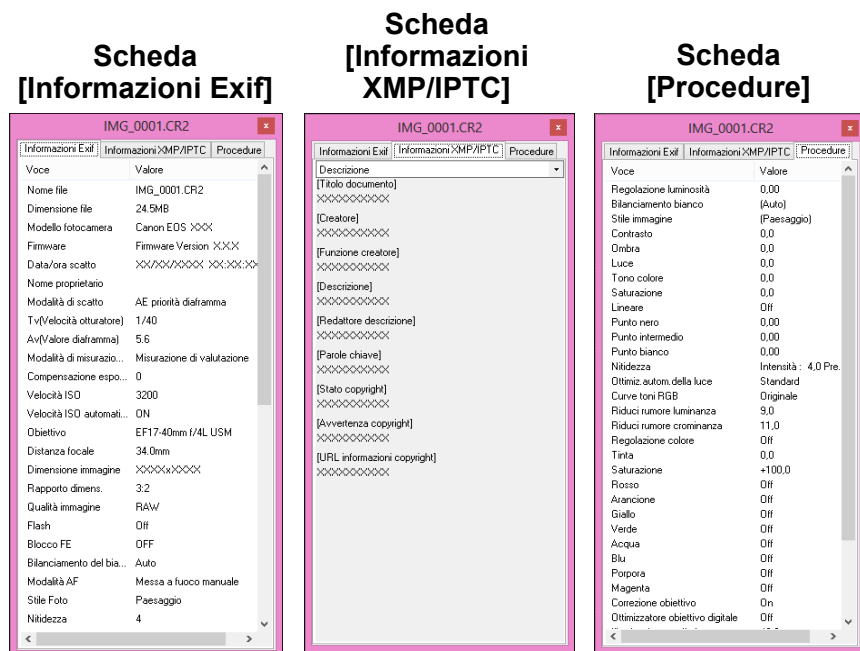 Scheda
[Informazioni Exif]
IMG_0001.CR2
x
Informazioni Exif Informazioni XMP/IPTC Procedure
Voce Valore
Nome file IMG_0001.CR2
Dimensione file 24.5MB
Modello fotocamera Canon EOS XXX
Firmware Firmware Version X.X.X
Data/ora scatto XX/XX/XXXX XX:XX:XX
Nome proprietario
Modalità di scatto AE priorità diaframma
Tv(Velocità otturatore) 1/40
Av(Valore diaframma) 5.6
Modalità di misurazio... Misurazione di valutazione
Compensazione espo... 0
Velocità ISO 3200
Velocità ISO automati... ON
Obiettivo EF17-40mm f/4L USM
Distanza focale 34.0mm
Dimensione immagine XXXXxXXXX
Rapporto dimens. 3:2
Qualità immagine RAW
Flash Off
Blocco FE OFF
Bilanciamento del bia... Auto
Modalità AF Messa a fuoco manuale
Stile Foto Paesaggio
Nitidezza 4
Scheda
[Informazioni
XMP/IPTC]
IMG_0001.CR2
x
Informazioni Exif Informazioni XMP/IPTC Procedure
Descrizione
[Titolo documento]
XXXXXXXXXXX
[Creatore]
XXXXXXXXXXX
[Funzione creatore]
XXXXXXXXXXX
[Descrizione]
XXXXXXXXXXX
[Redattore descrizione]
XXXXXXXXXXX
[Parole chiave]
XXXXXXXXXXX
[Stato copyright]
XXXXXXXXXXX
[Avvertenza copyright]
XXXXXXXXXXX
[URL informazioni copyright]
XXXXXXXXXXX
Scheda
[Procedure]
IMG_0001.CR2
x
Informazioni Exif Informazioni XMP/IPTC Procedure
Voce Valore
Regolazione luminosità 0,00
Bilanciamento bianco (Auto)
Stile immagine (Paesaggio)
Contrasto 0,0
Ombra 0,0
Luce 0,0
Tono colore 0,0
Saturazione 0,0
Lineare Off
Punto nero 0,00
Punto intermedio 0,00
Punto bianco 0,00
Nitidezza Intensità : 4,0 Pre.
Ottimiz.autom.della luce Standard
Curve toni RGB Originale
Riduci rumore luminanza 9,0
Riduci rumore crominanza 11,0
Regolazione colore Off
Tinta 0,0
Saturazione +100,0
Rosso Off
Arancione Off
Giallo Off
Verde Off
Acqua Off
Blu Off
Porpora Off
Magenta Off
Correzione obiettivo On
Ottimizzatore obiettivo digitale Off